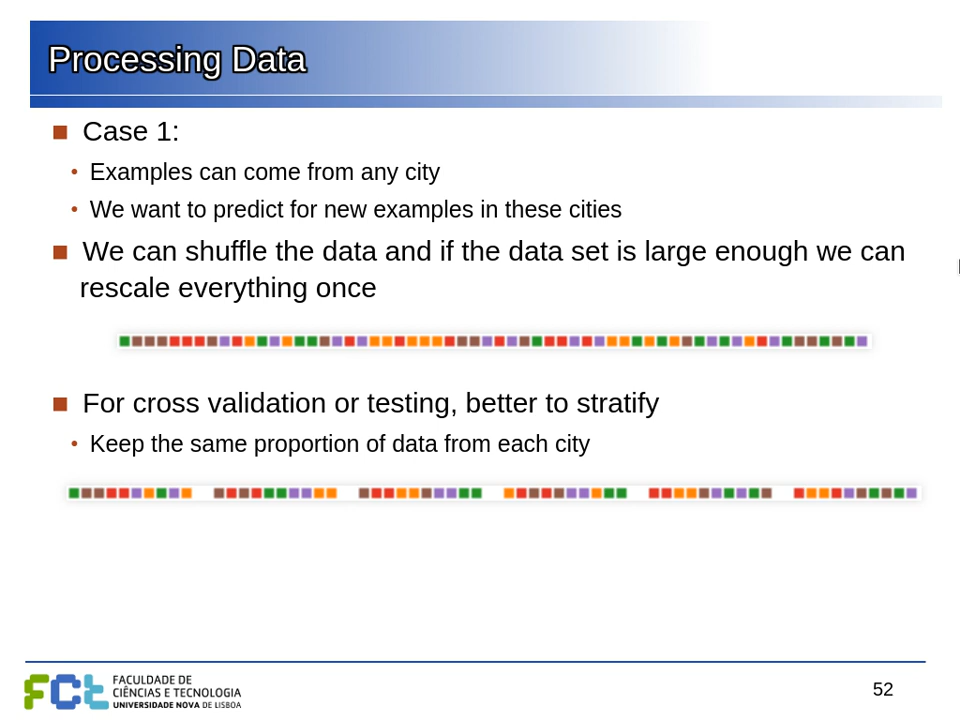 Processing Data
Case 1:
Examples can come from any city
We want to predict for new examples in these cities
We can shuffle the data and if the data set is large enough we can
rescale everything once
For cross validation or testing, better to stratify
Keep the same proportion of data from each city
FCt
FACULDADE DE
CIÊNCIAS E TECNOLOGIA
UNIVERSIDADE NOVA DE LISBOA
52